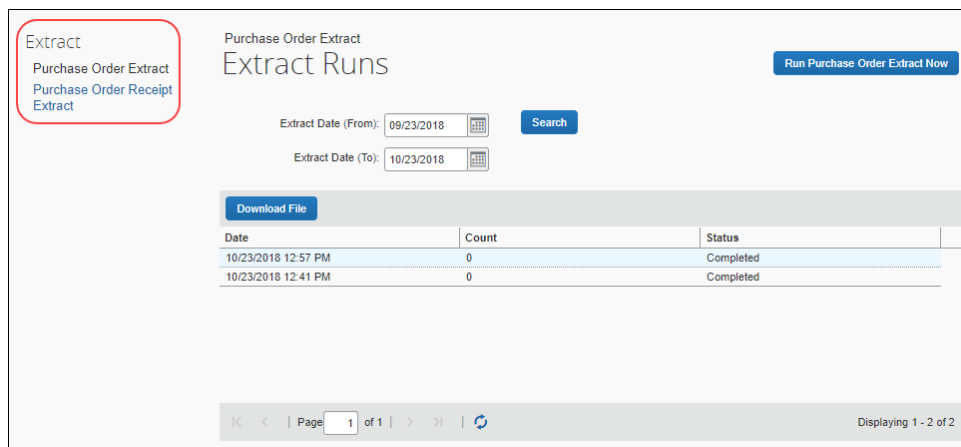 Extract
Purchase Order Extract
Purchase Order Receipt
Extract
Purchase Order Extract
Extract Runs
Run Purchase Order Extract Now
Extract Date (From): 09/23/2018
Search
Extract Date (To): 10/23/2018
Download File
Date Count Status
10/23/2018 12:57 PM 0 Completed
10/23/2018 12:41 PM 0 Completed
Page 1 of 1
Displaying 1 - 2 of 2